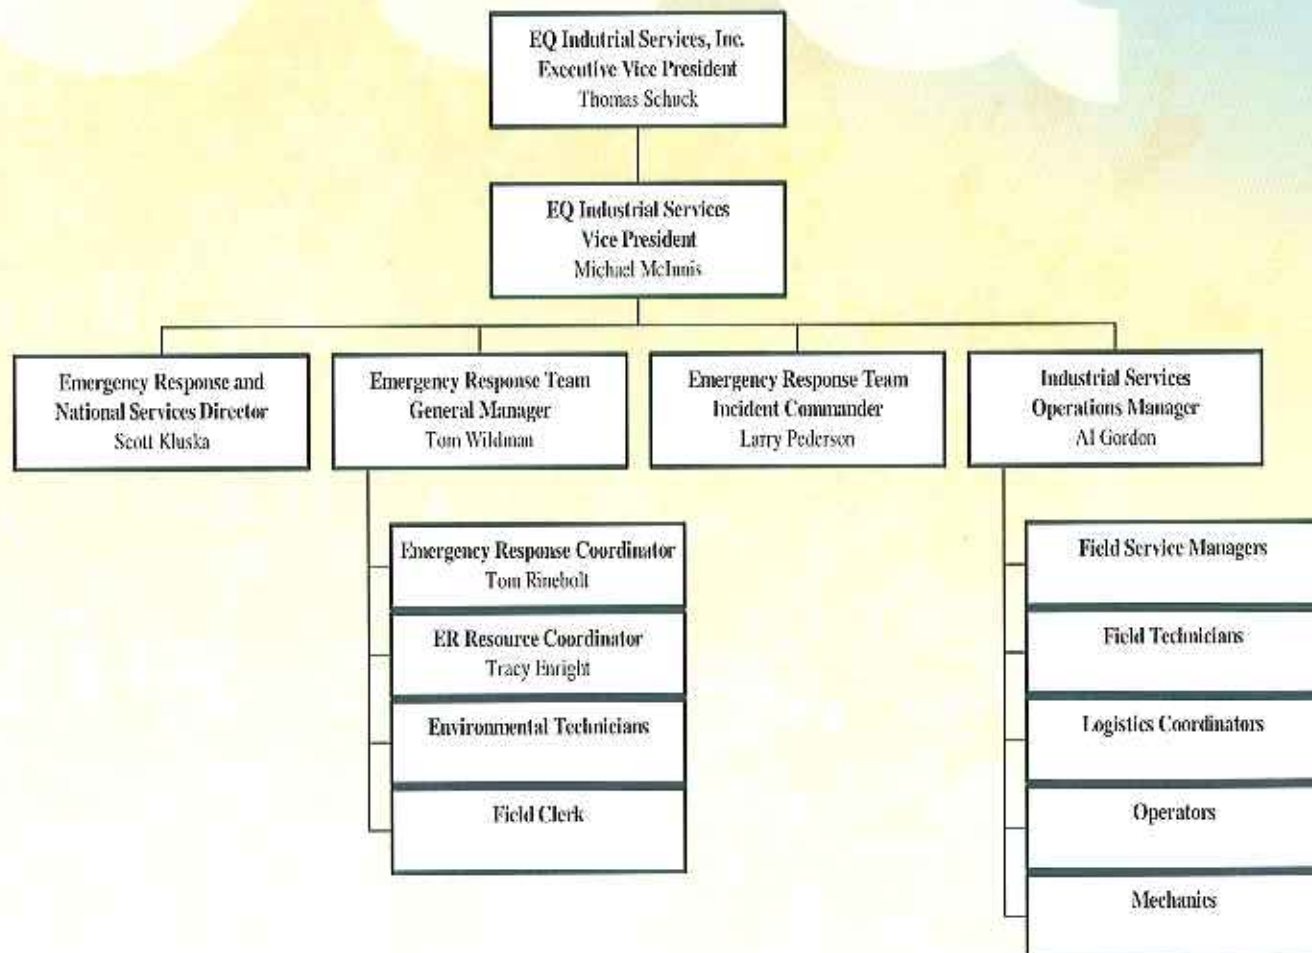 EQ Indutrial Services, Inc.
Executive Vice President
Thomas Schuck
EQ Industrial Services
Vice President
Michael McInnis
Emergency Response and
National Services Director
Scott Kluska
Emergency Response Team
General Manager
Tom Wildman
Emergency Response Team
Incident Commander
Larry Pederson
Industrial Services
Operations Manager
Al Gordon
Emergency Response Coordinator
Tom Rinebolt
ER Resource Coordinator
Tracy Enright
Environmental Technicians
Field Clerk
Field Service Managers
Field Technicians
Logistics Coordinators
Operators
Mechanics